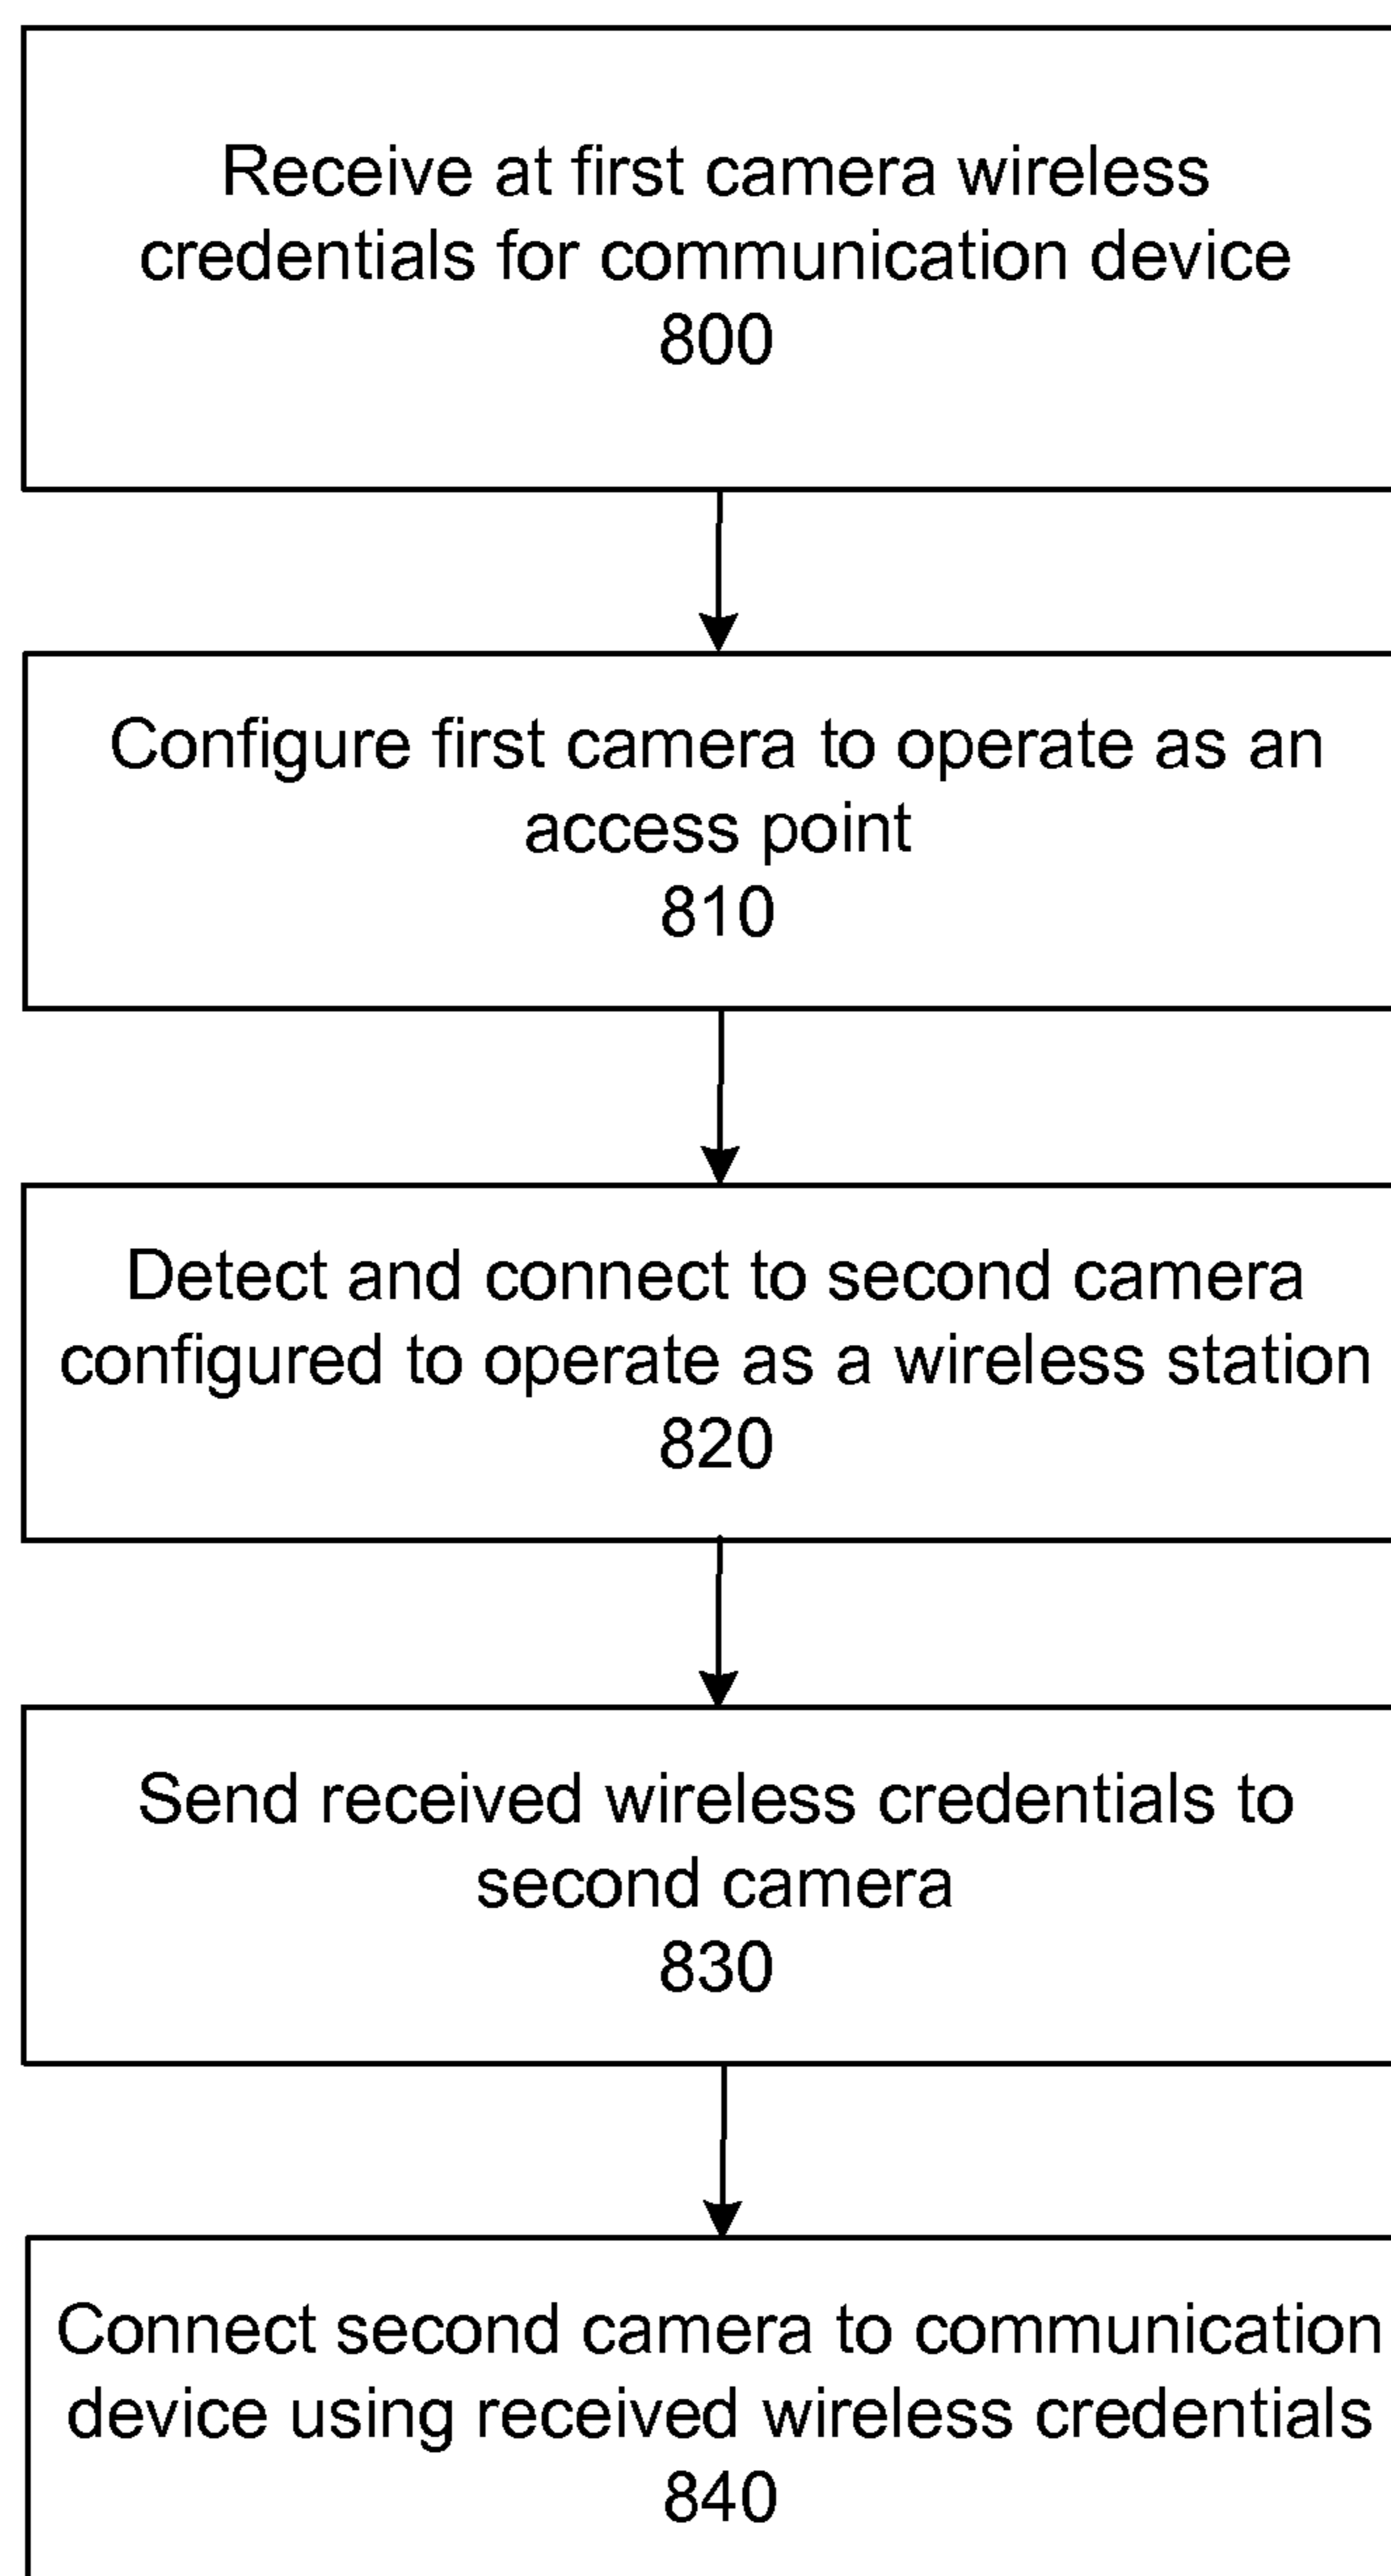 Receive at first camera wireless
credentials for communication device
800
Configure first camera to operate as an
access point
810
Detect and connect to second camera
configured to operate as a wireless station
820
Send received wireless credentials to
second camera
830
Connect second camera to communication
device using received wireless credentials
840